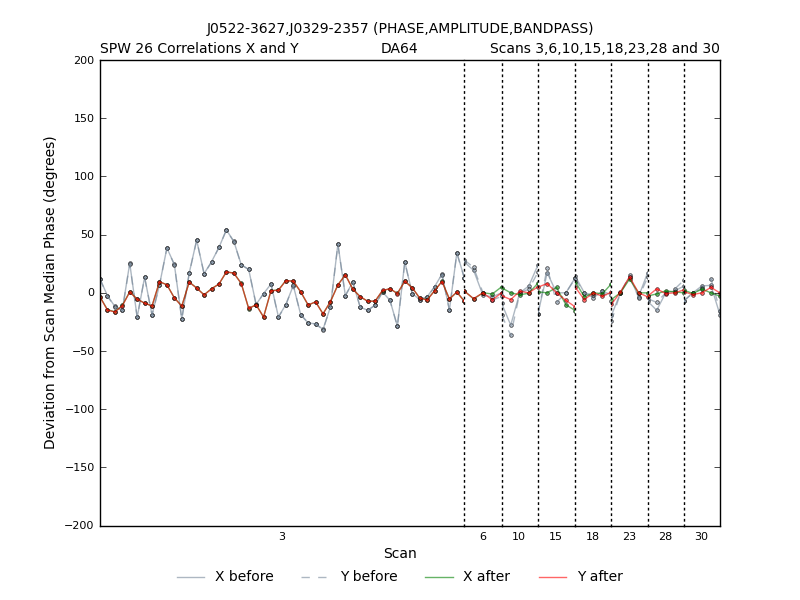 J0522-3627,J0329-2357 (PHASE,AMPLITUDE,BANDPASS)
SPW 26 Correlations X and Y DA64 Scans 3,6,10,15,18,23,28 and 30
200
150
100
50
0
−50
−100
−150
−200
Deviation from Scan Median Phase (degrees)
3 6 10 15 18 23 28 30
Scan
X before Y before X after Y after